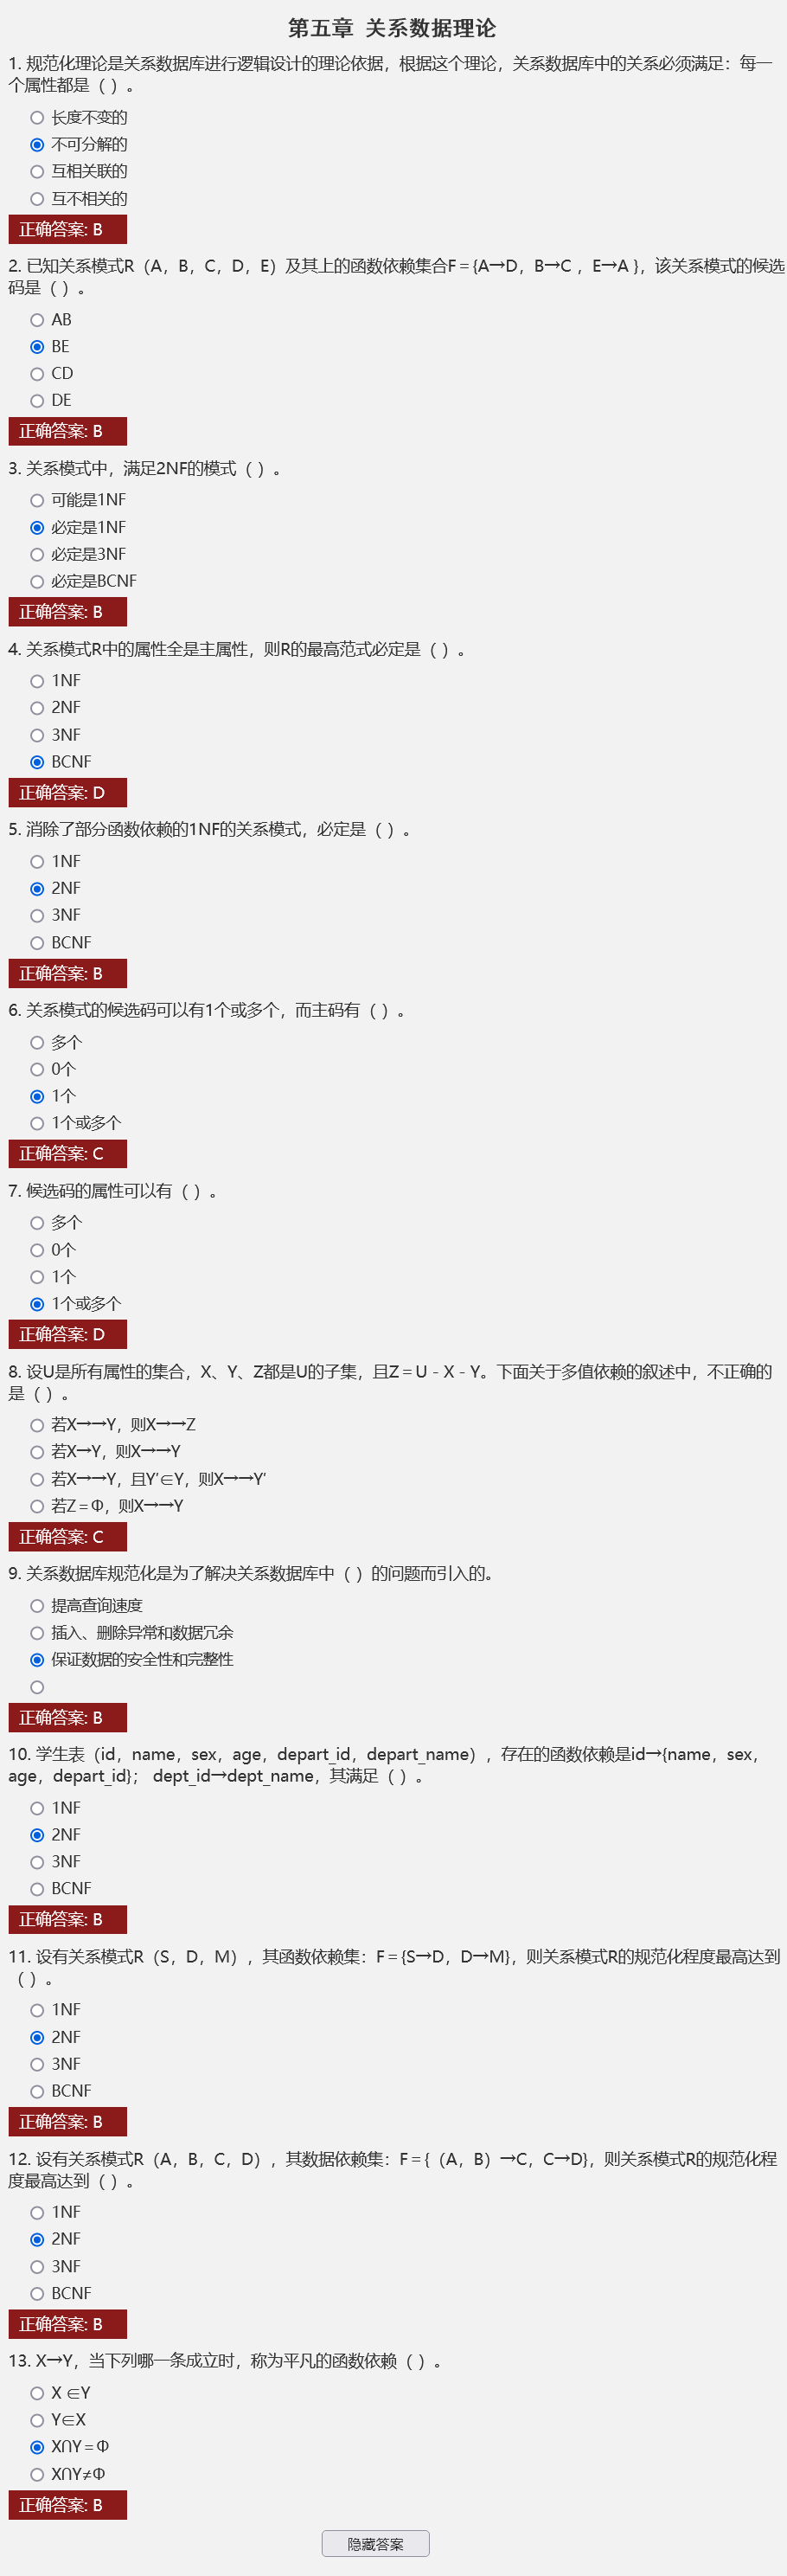 第五章 关系数据理论
1. 规范化理论是关系数据库进行逻辑设计的理论依据，根据这个理论，关系数据库中的关系必须满足：每一
个属性都是（ ）。
长度不变的
不可分解的
互相关联的
互不相关的
正确答案: B
2. 已知关系模式R（A，B，C，D，E）及其上的函数依赖集合F＝{A→D，B→C ，E→A }，该关系模式的候选
码是（ ）。
AB
BE
CD
DE
正确答案: B
3. 关系模式中，满足2NF的模式（ ）。
可能是1NF
必定是1NF
必定是3NF
必定是BCNF
正确答案: B
4. 关系模式R中的属性全是主属性，则R的最高范式必定是（ ）。
1NF
2NF
3NF
BCNF
正确答案: D
5. 消除了部分函数依赖的1NF的关系模式，必定是（ ）。
1NF
2NF
3NF
BCNF
正确答案: B
6. 关系模式的候选码可以有1个或多个，而主码有（ ）。
多个
0个
1个
1个或多个
正确答案: C
7. 候选码的属性可以有（ ）。
多个
0个
1个
1个或多个
正确答案: D
8. 设U是所有属性的集合，X、Y、Z都是U的子集，且Z＝U－X－Y。下面关于多值依赖的叙述中，不正确的
是（ ）。
若X→→Y，则X→→Z
若X→Y，则X→→Y
若X→→Y，且Y′∈Y，则X→→Y′
若Z＝Φ，则X→→Y
正确答案: C
9. 关系数据库规范化是为了解决关系数据库中（ ）的问题而引入的。
提高查询速度
插入、删除异常和数据冗余
保证数据的安全性和完整性
正确答案: B
10. 学生表（id，name，sex，age，depart_id，depart_name），存在的函数依赖是id→{name，sex，
age，depart_id}； dept_id→dept_name，其满足（ ）。
1NF
2NF
3NF
BCNF
正确答案: B
11. 设有关系模式R（S，D，M），其函数依赖集：F＝{S→D，D→M}，则关系模式R的规范化程度最高达到
（ ）。
1NF
2NF
3NF
BCNF
正确答案: B
12. 设有关系模式R（A，B，C，D），其数据依赖集：F＝{（A，B）→C，C→D}，则关系模式R的规范化程
度最高达到（ ）。
1NF
2NF
3NF
BCNF
正确答案: B
13. X→Y，当下列哪一条成立时，称为平凡的函数依赖（ ）。
X ∈Y
Y∈X
X∩Y＝Φ
X∩Y≠Φ
正确答案: B
隐藏答案